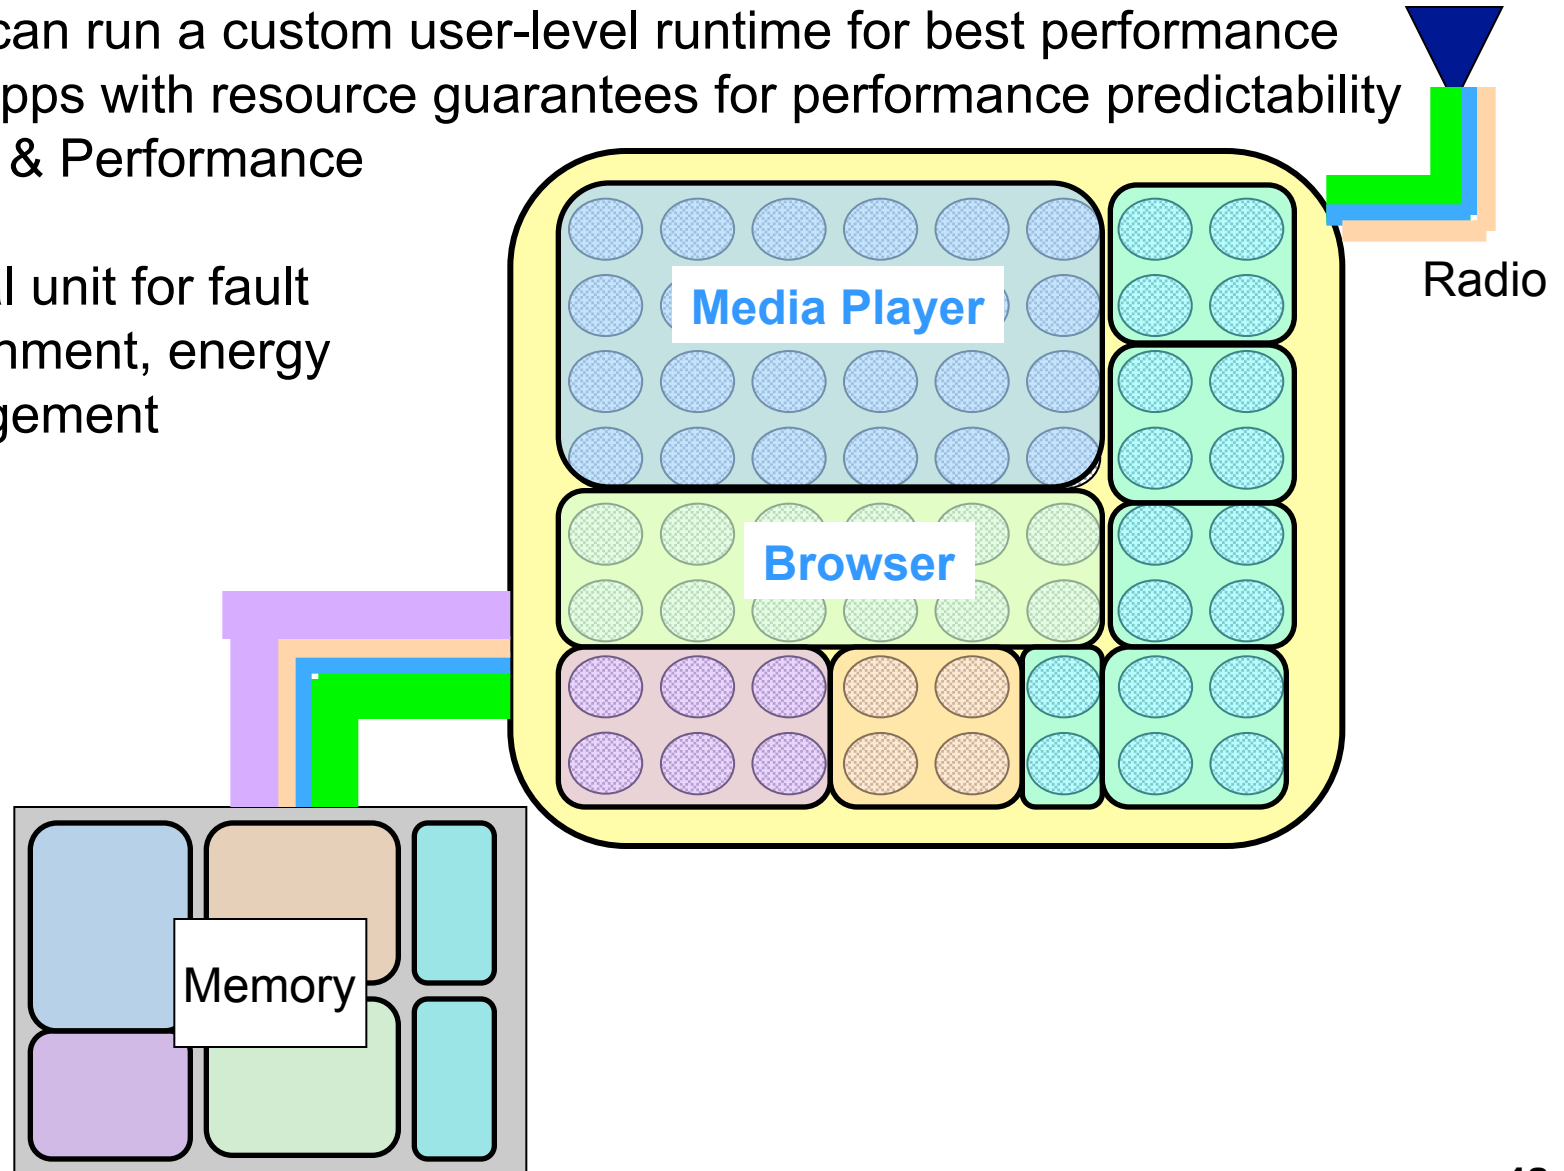 can run a custom user-level runtime for best performance
pps with resource guarantees for performance predictability
& Performance
l unit for fault
nment, energy
gement
Radio
Media Player
Browser
Memory